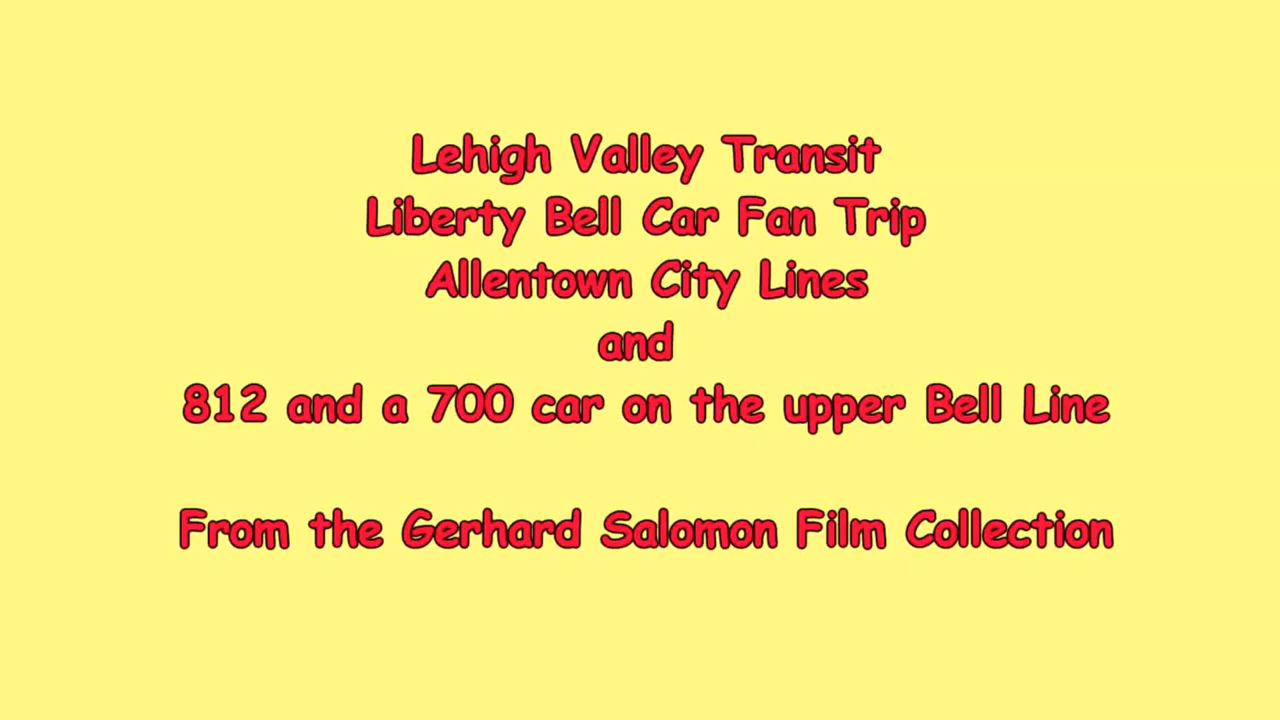 Lehigh Valley Transit
Liberty Bell Car Fan Trip
Allentown City Lines
and
812 and a 700 car on the upper Bell Line
From the Gerhard Salomon Film Collection